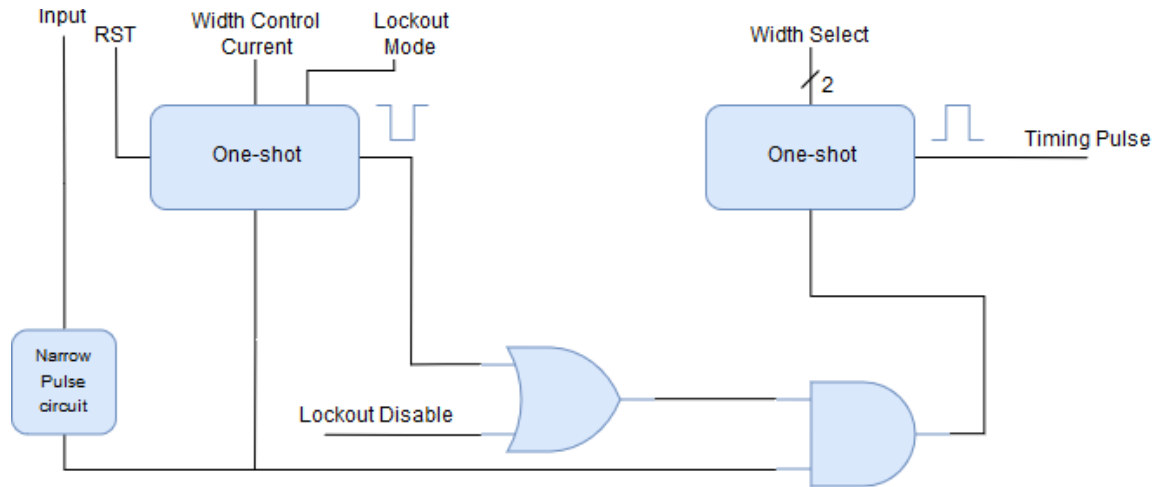 Input
RST
Width Control
Current
Lockout
Mode
Width Select
2
One-shot
One-shot
Timing Pulse
Narrow
Pulse
circuit
Lockout Disable